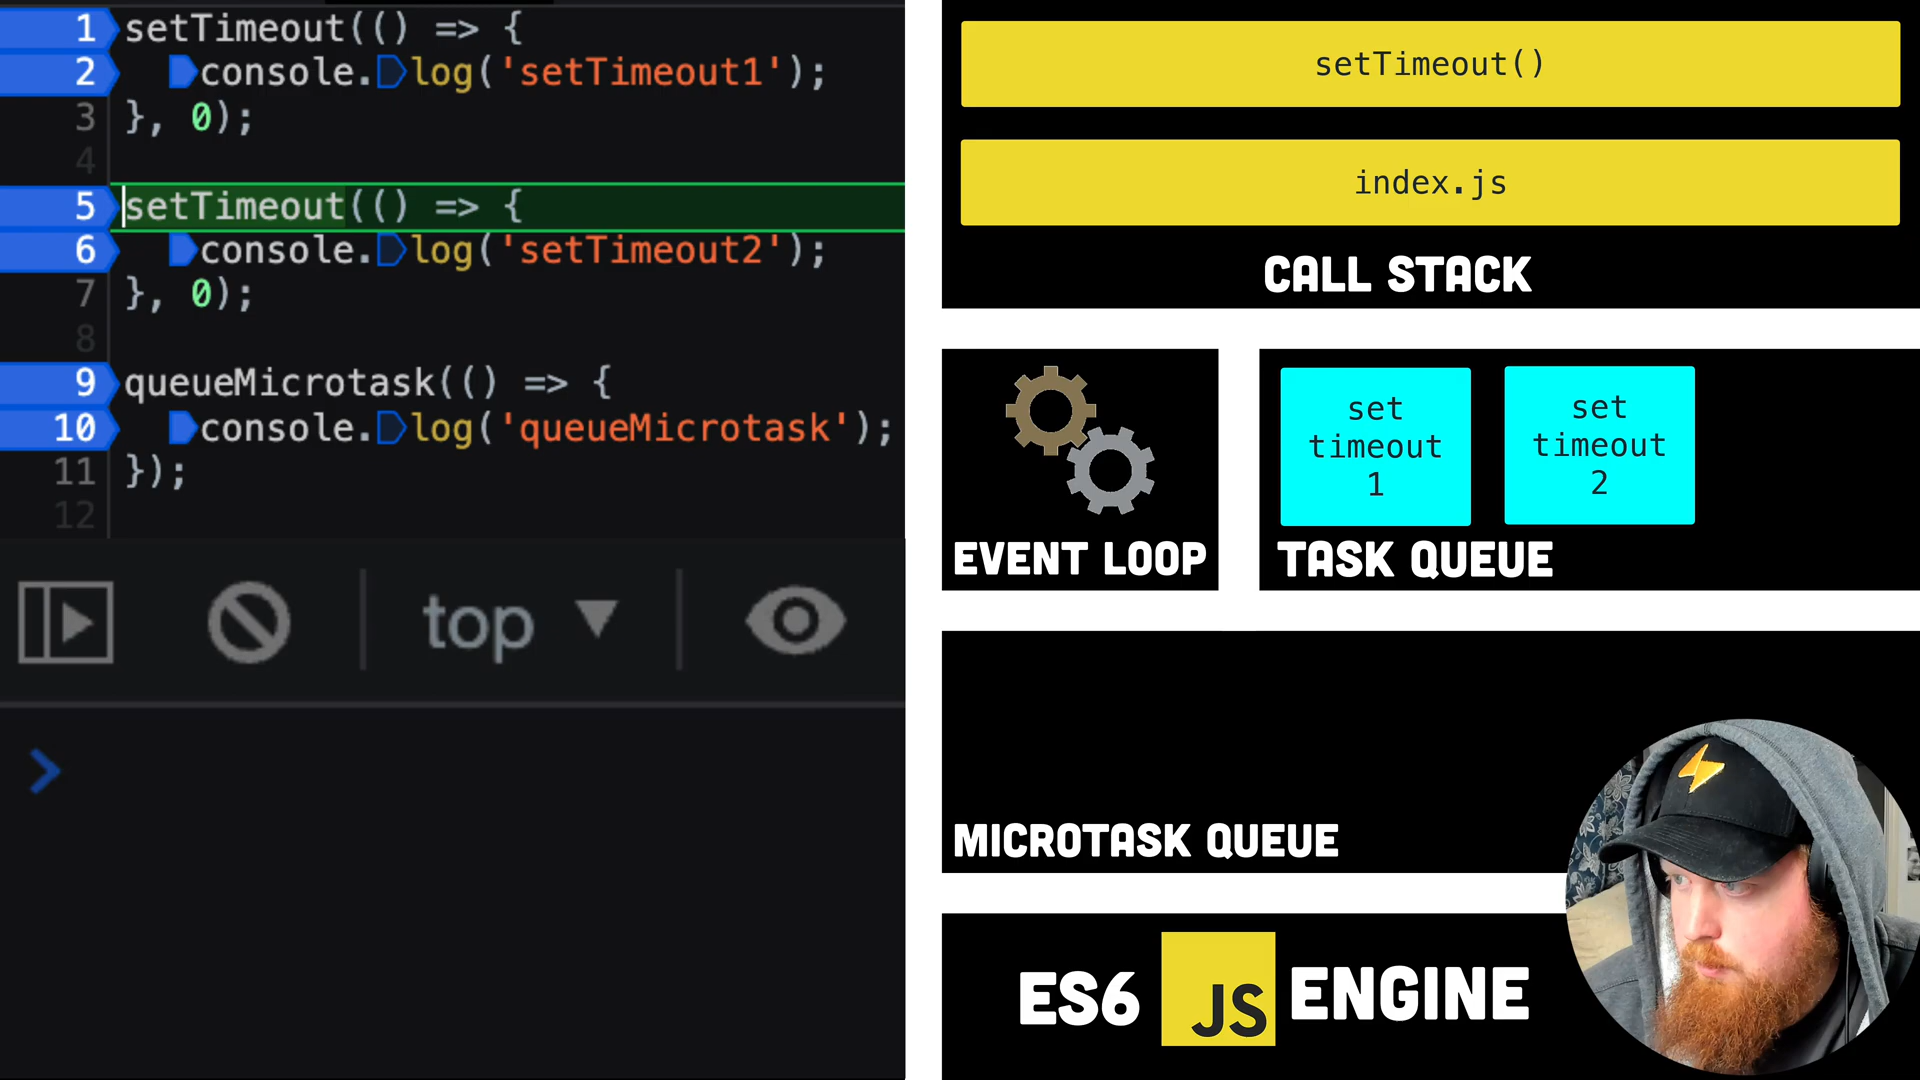 1 setTimeout(() => {
2 console.log('setTimeout1');
3 }, 0);
4
5 setTimeout(() => {
6 console.log('setTimeout2');
7 }, 0);
8
9 queueMicrotask(() => {
10 console.log('queueMicrotask');
11 });
12
top
setTimeout()
index.js
CALL STACK
EVENT LOOP
set
timeout
1
set
timeout
2
TASK QUEUE
MICROTASK QUEUE
ES6 JS ENGINE